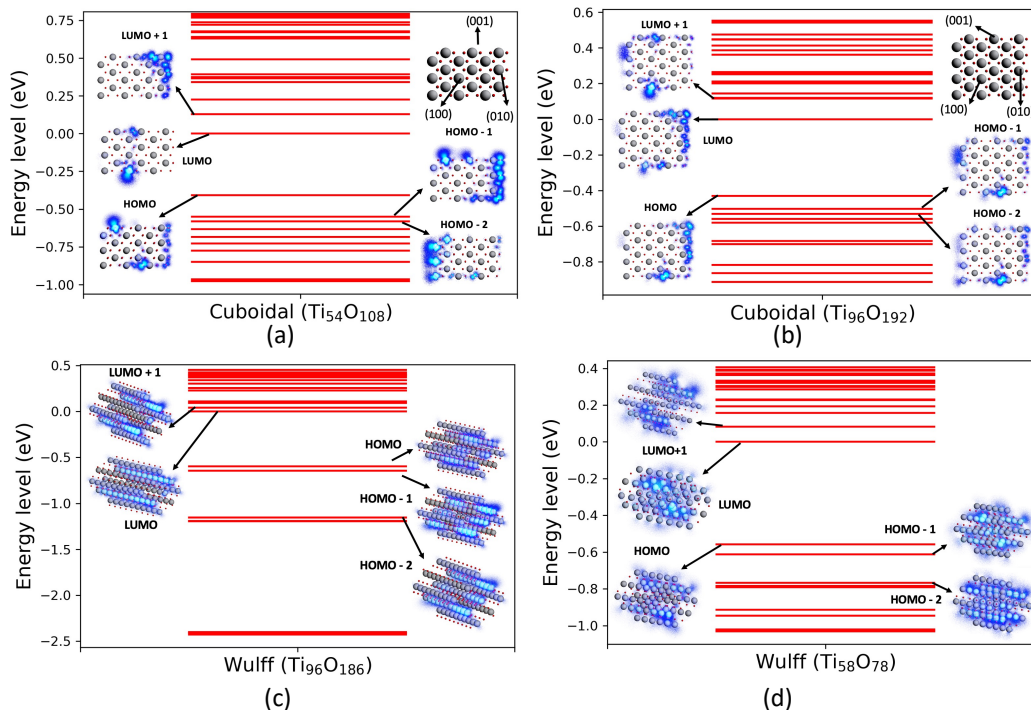 Energy level (eV)
0.75
0.50
0.25
0.00
−0.25
−0.50
−0.75
−1.00
LUMO + 1
LUMO
HOMO
(001)
(100)
(010)
HOMO - 1
HOMO - 2
Cuboidal (Ti54O108)
(a)
Energy level (eV)
0.6
0.4
0.2
0.0
−0.2
−0.4
−0.6
−0.8
LUMO + 1
LUMO
HOMO
(001)
(100)
(010
HOMO - 1
HOMO - 2
Cuboidal (Ti96O192)
(b)
Energy level (eV)
0.5
0.0
−0.5
−1.0
−1.5
−2.0
−2.5
LUMO + 1
LUMO
HOMO
HOMO - 1
HOMO - 2
Wulff (Ti96O186)
(c)
Energy level (eV)
0.4
0.2
0.0
−0.2
−0.4
−0.6
−0.8
−1.0
LUMO+1
LUMO
HOMO
HOMO - 1
HOMO - 2
Wulff (Ti58O78)
(d)